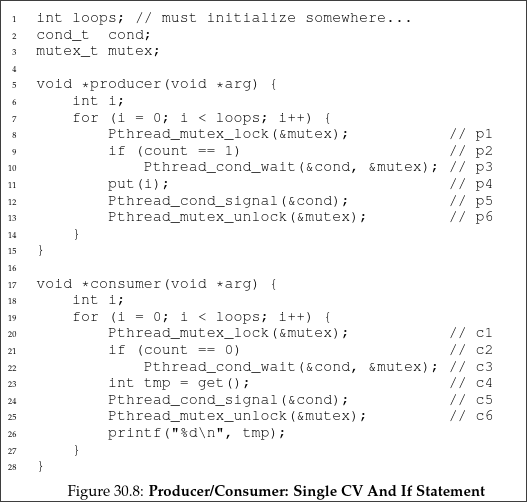 1 int loops; // must initialize somewhere...
2 cond_t  cond;
3 mutex_t mutex;
4
5 void *producer(void *arg) {
6     int i;
7     for (i = 0; i < loops; i++) {
8         Pthread_mutex_lock(&mutex);           // p1
9         if (count == 1)                       // p2
10             Pthread_cond_wait(&cond, &mutex); // p3
11         put(i);                               // p4
12         Pthread_cond_signal(&cond);           // p5
13         Pthread_mutex_unlock(&mutex);         // p6
14     }
15 }
16
17 void *consumer(void *arg) {
18     int i;
19     for (i = 0; i < loops; i++) {
20         Pthread_mutex_lock(&mutex);           // c1
21         if (count == 0)                       // c2
22             Pthread_cond_wait(&cond, &mutex); // c3
23         int tmp = get();                      // c4
24         Pthread_cond_signal(&cond);           // c5
25         Pthread_mutex_unlock(&mutex);         // c6
26         printf("%d\n", tmp);
27     }
28 }
Figure 30.8: Producer/Consumer: Single CV And If Statement